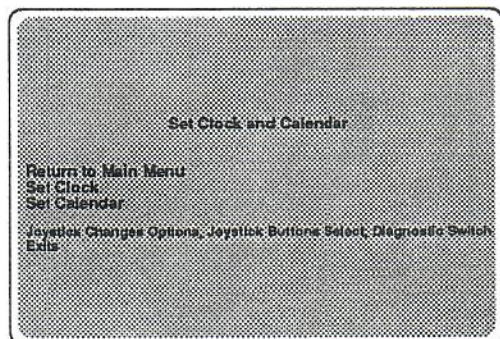 Set Clock and Calendar
Return to Main Menu
Set Clock
Set Calendar
Joystick Changes Options, Joystick Buttons Select, Diagnostic Switch
Exits